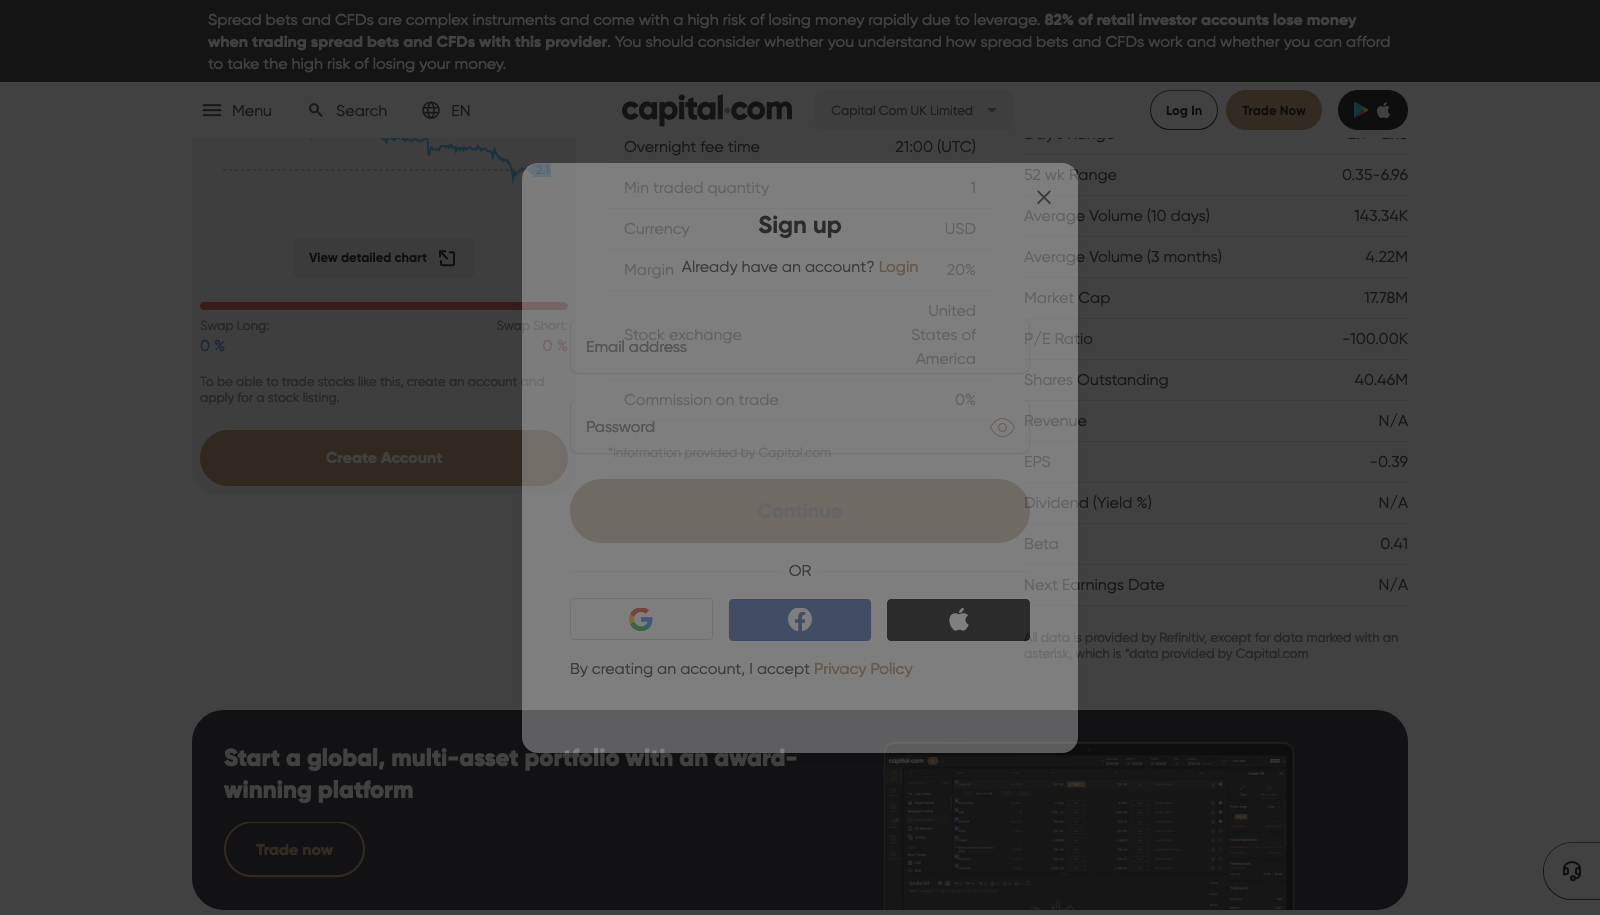 Spread bets and CFDs are complex instruments and come with a high risk of losing money rapidly due to leverage. 82% of retail investor accounts lose money
when trading spread bets and CFDs with this provider. You should consider whether you understand how spread bets and CFDs work and whether you can afford
to take the high risk of losing your money.
Menu
Search
EN
capital.com
Capital Com UK Limited
Log In
Trade Now
2.1
View detailed chart
Swap Long:
Swap Short:
0 %
0 %
To be able to trade stocks like this, create an account and
apply for a stock listing.
Create Account
Overnight fee time 21:00 (UTC)
Min traded quantity 1
Currency USD
Margin 20%
Stock exchange United
States of
America
Commission on trade 0%
*Information provided by Capital.com
52 wk Range 0.35-6.96
Average Volume (10 days) 143.34K
Average Volume (3 months) 4.22M
Market Cap 17.78M
P/E Ratio -100.00K
Shares Outstanding 40.46M
Revenue N/A
EPS -0.39
Dividend (Yield %) N/A
Beta 0.41
Next Earnings Date N/A
All data is provided by Refinitiv, except for data marked with an
asterisk, which is *data provided by Capital.com
Sign up
Already have an account? Login
Email address
Password
Continue
OR
By creating an account, I accept Privacy Policy
Start a global, multi-asset portfolio with an award-
winning platform
Trade now
capital.com